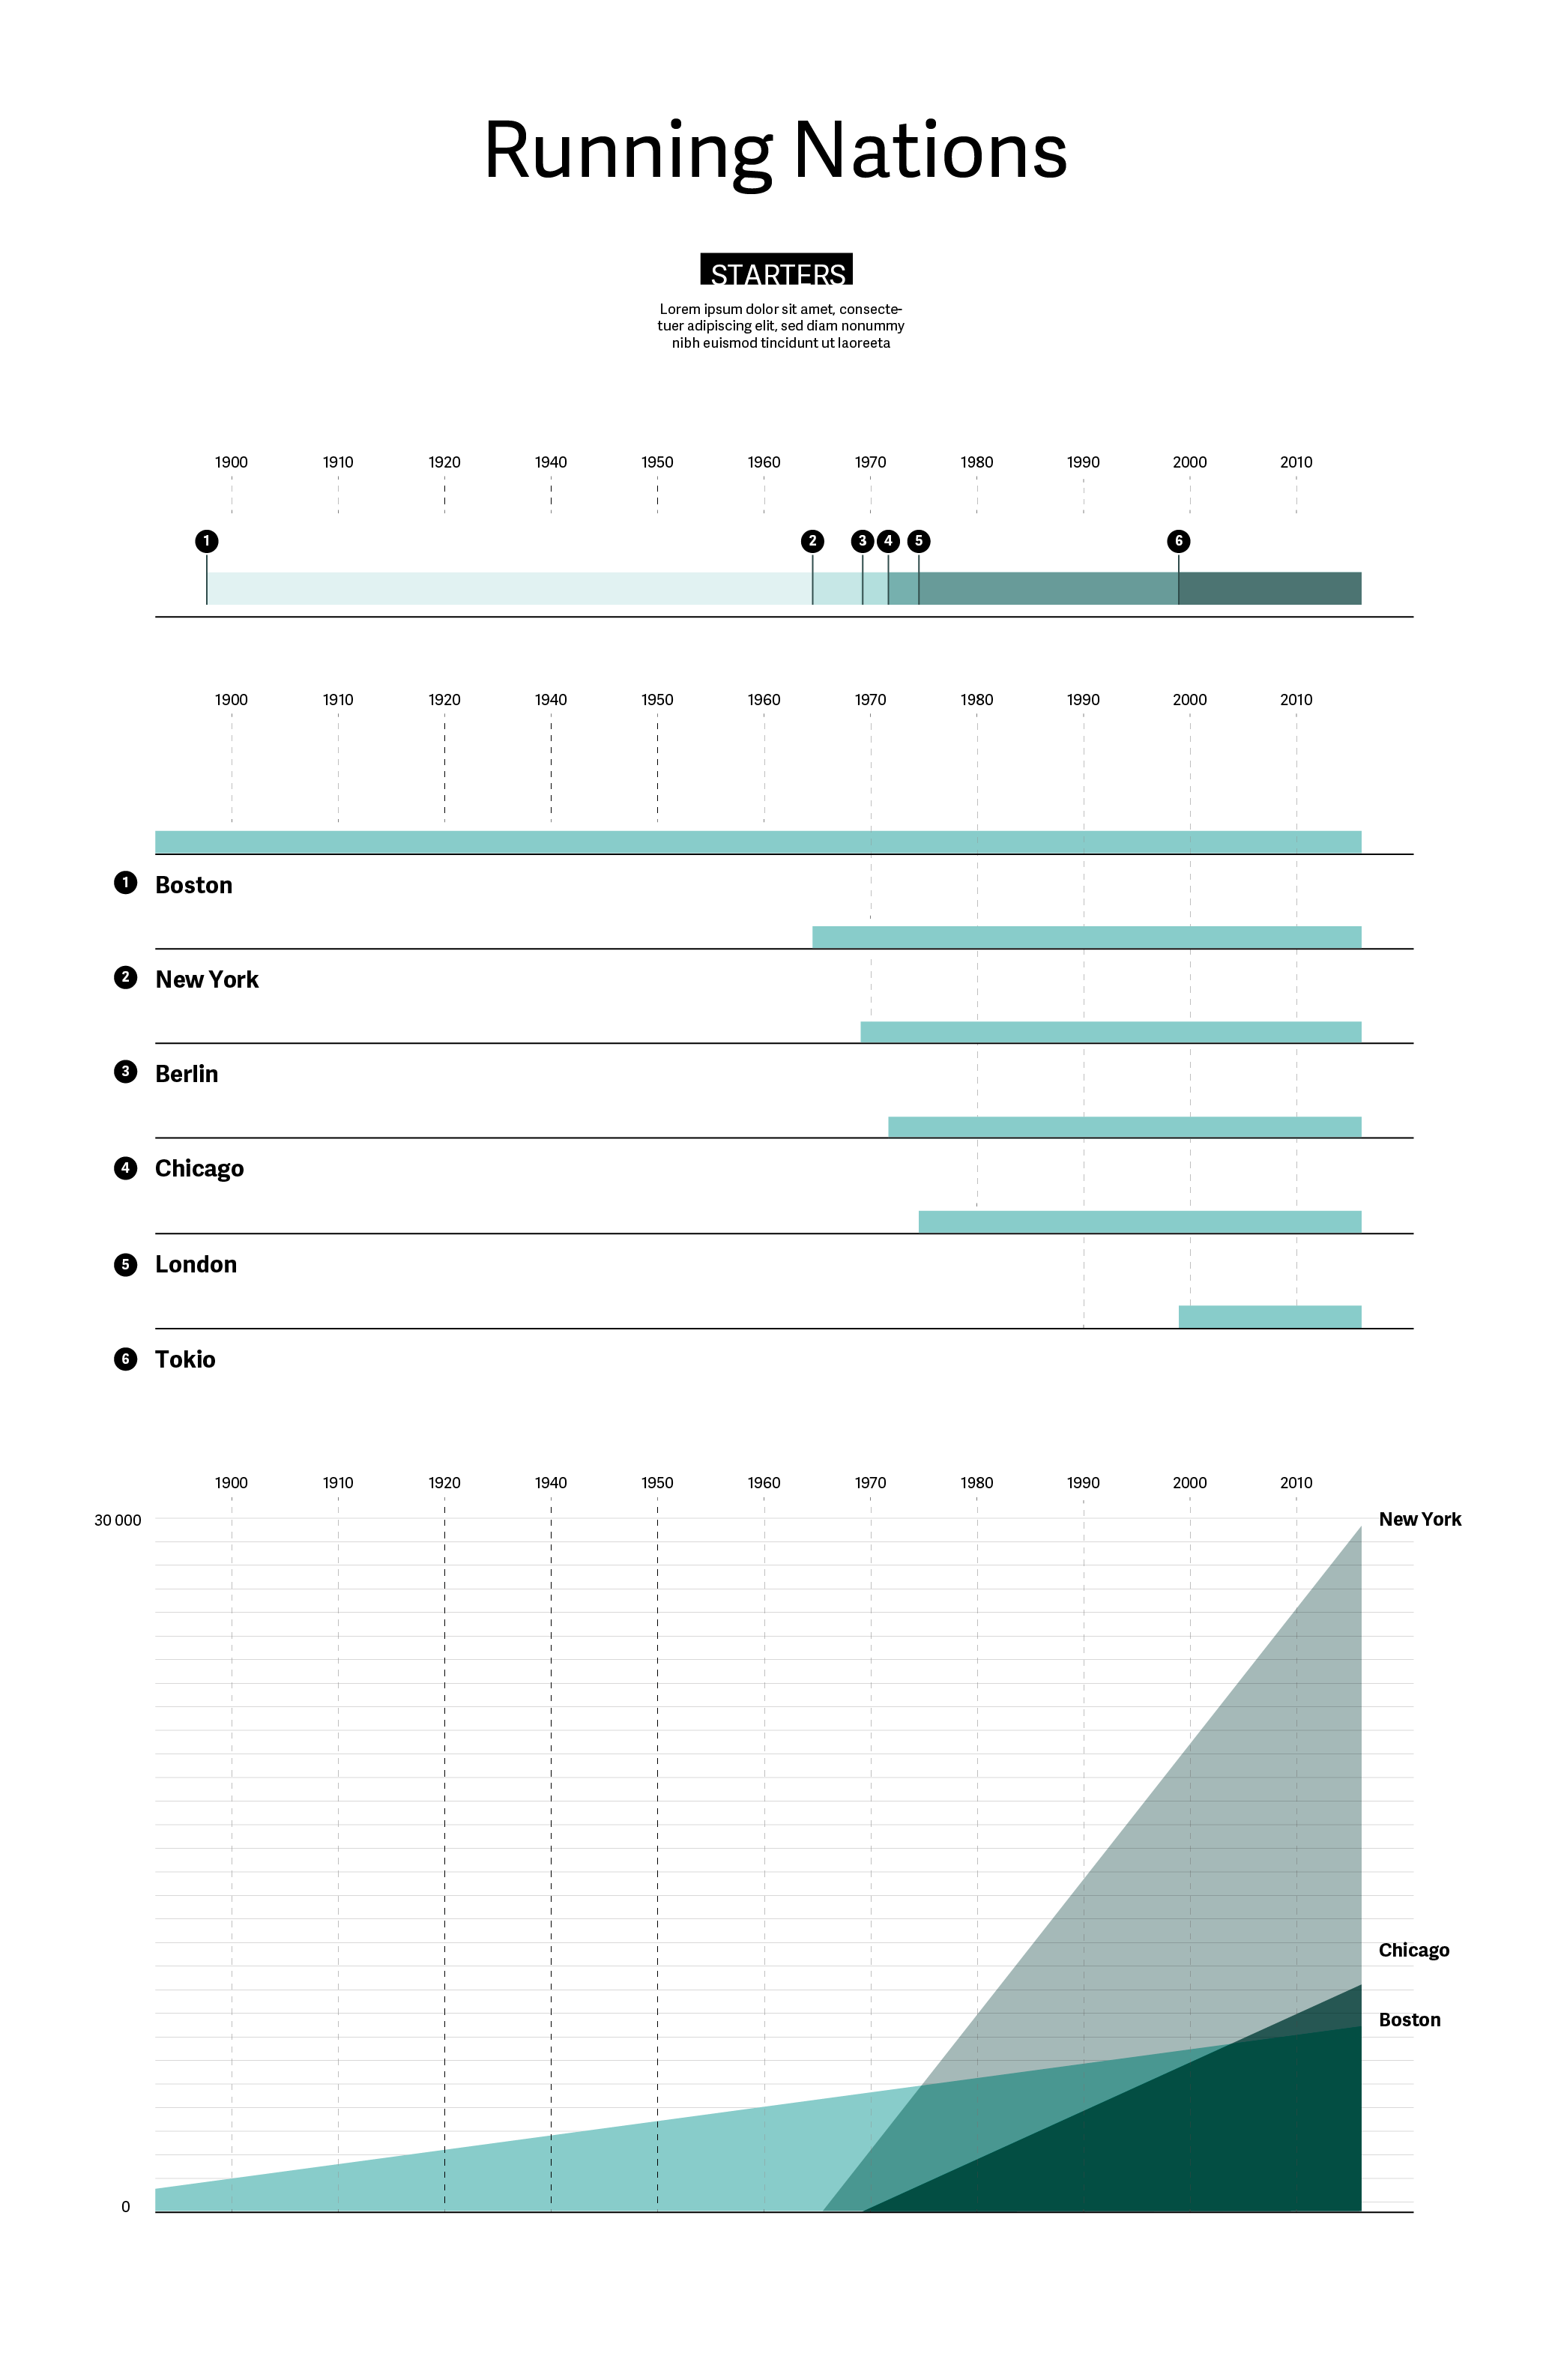 Running Nations
STARTERS
Lorem ipsum dolor sit amet, consecte-
tuer adipiscing elit, sed diam nonummy
nibh euismod tincidunt ut laoreeta
1900 1910 1920 1940 1950 1960 1970 1980 1990 2000 2010
1 2 3 4 5 6
1900 1910 1920 1940 1950 1960 1970 1980 1990 2000 2010
1 Boston
2 New York
3 Berlin
4 Chicago
5 London
6 Tokio
1900 1910 1920 1940 1950 1960 1970 1980 1990 2000 2010
30 000
New York
Chicago
Boston
0